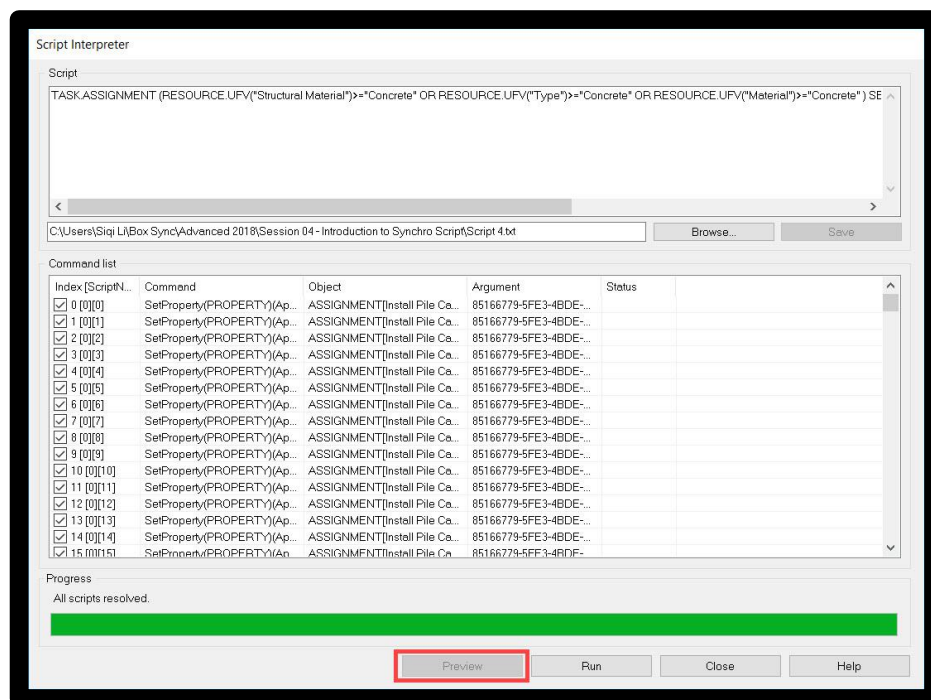 Script Interpreter
Script
TASK.ASSIGNMENT (RESOURCE.UFV("Structural Material")>="Concrete" OR RESOURCE.UFV("Type")>="Concrete" OR RESOURCE.UFV("Material")>="Concrete" ) SE
C:\Users\Siqi Li\Box Sync\Advanced 2018\Session 04 - Introduction to Synchro Script\Script 4.txt Browse... Save
Command list
Index [ScriptN... Command Object Argument Status
0 [0][0] SetProperty(PROPERTY)(Ap... ASSIGNMENT[Install Pile Ca... 85166779-5FE3-4BDE-...
1 [0][1] SetProperty(PROPERTY)(Ap... ASSIGNMENT[Install Pile Ca... 85166779-5FE3-4BDE-...
2 [0][2] SetProperty(PROPERTY)(Ap... ASSIGNMENT[Install Pile Ca... 85166779-5FE3-4BDE-...
3 [0][3] SetProperty(PROPERTY)(Ap... ASSIGNMENT[Install Pile Ca... 85166779-5FE3-4BDE-...
4 [0][4] SetProperty(PROPERTY)(Ap... ASSIGNMENT[Install Pile Ca... 85166779-5FE3-4BDE-...
5 [0][5] SetProperty(PROPERTY)(Ap... ASSIGNMENT[Install Pile Ca... 85166779-5FE3-4BDE-...
6 [0][6] SetProperty(PROPERTY)(Ap... ASSIGNMENT[Install Pile Ca... 85166779-5FE3-4BDE-...
7 [0][7] SetProperty(PROPERTY)(Ap... ASSIGNMENT[Install Pile Ca... 85166779-5FE3-4BDE-...
8 [0][8] SetProperty(PROPERTY)(Ap... ASSIGNMENT[Install Pile Ca... 85166779-5FE3-4BDE-...
9 [0][9] SetProperty(PROPERTY)(Ap... ASSIGNMENT[Install Pile Ca... 85166779-5FE3-4BDE-...
10 [0][10] SetProperty(PROPERTY)(Ap... ASSIGNMENT[Install Pile Ca... 85166779-5FE3-4BDE-...
11 [0][11] SetProperty(PROPERTY)(Ap... ASSIGNMENT[Install Pile Ca... 85166779-5FE3-4BDE-...
12 [0][12] SetProperty(PROPERTY)(Ap... ASSIGNMENT[Install Pile Ca... 85166779-5FE3-4BDE-...
13 [0][13] SetProperty(PROPERTY)(Ap... ASSIGNMENT[Install Pile Ca... 85166779-5FE3-4BDE-...
14 [0][14] SetProperty(PROPERTY)(Ap... ASSIGNMENT[Install Pile Ca... 85166779-5FE3-4BDE-...
15 [0][15] SetProperty(PROPERTY)(Ap ASSIGNMENT[Install Pile Ca 85166779-5FE3-4BDE-
Progress
All scripts resolved.
Preview Run Close Help